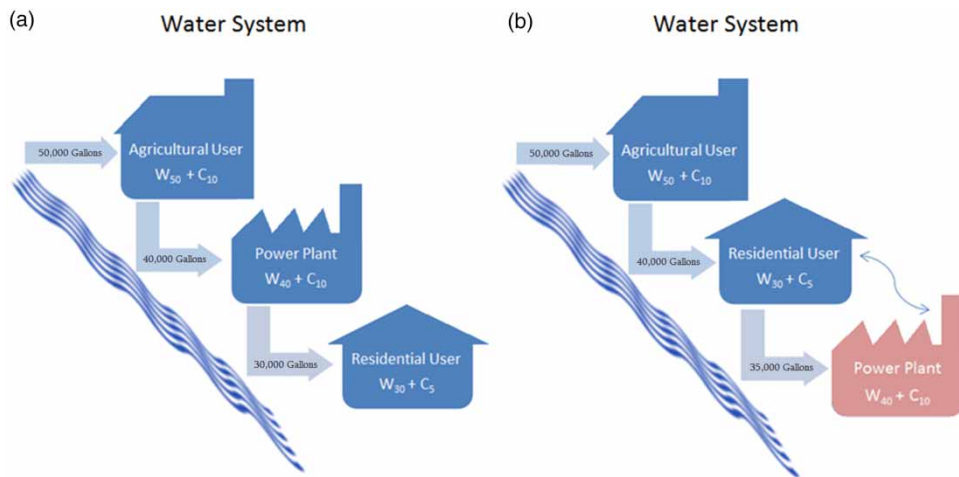 (a)
Water System
50,000 Gallons
Agricultural User
W50 + C10
40,000 Gallons
Power Plant
W40 + C10
30,000 Gallons
Residential User
W30 + C5
(b)
Water System
50,000 Gallons
Agricultural User
W50 + C10
40,000 Gallons
Residential User
W30 + C5
35,000 Gallons
Power Plant
W40 + C10